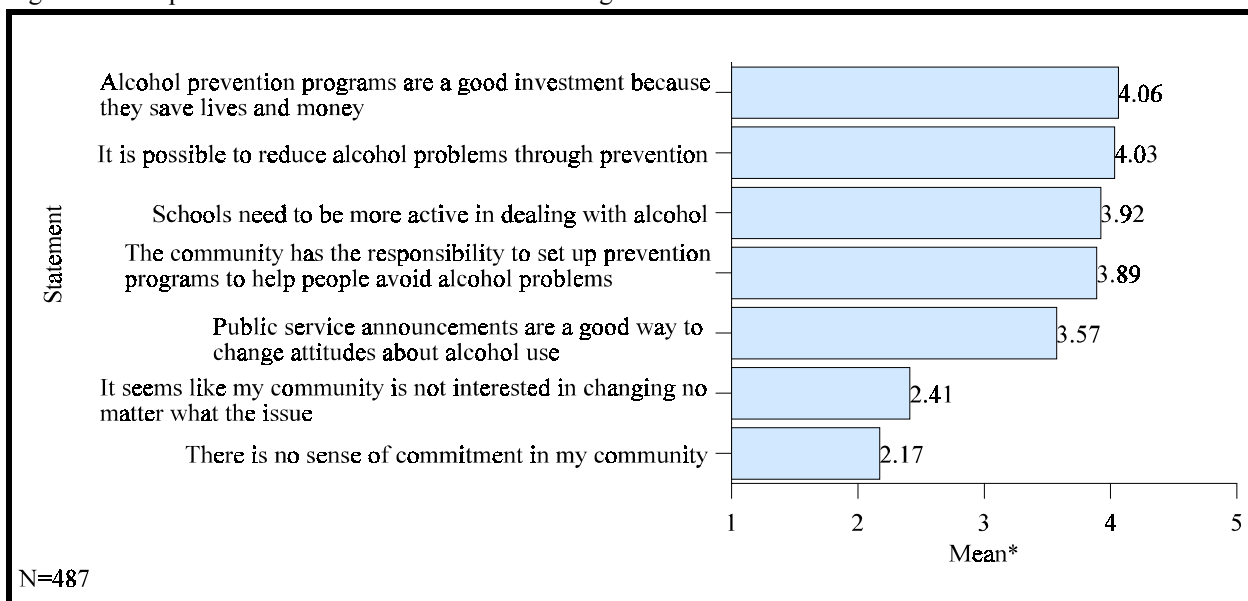 Alcohol prevention programs are a good investment because
they save lives and money
4.06
It is possible to reduce alcohol problems through prevention
4.03
Schools need to be more active in dealing with alcohol
3.92
The community has the responsibility to set up prevention
programs to help people avoid alcohol problems
3.89
Public service announcements are a good way to
change attitudes about alcohol use
3.57
It seems like my community is not interested in changing no
matter what the issue
2.41
There is no sense of commitment in my community
2.17
Statement
1 2 3 4 5
Mean*
N=487